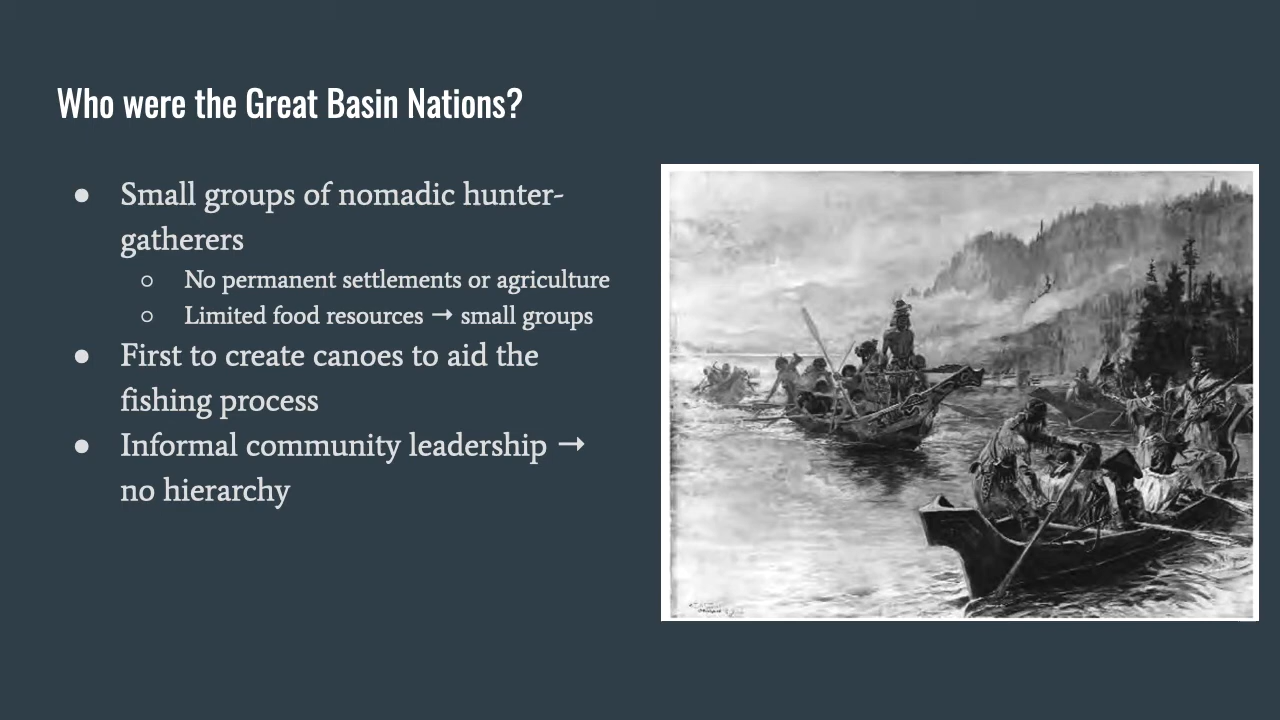 Who were the Great Basin Nations?
● Small groups of nomadic hunter-
gatherers
○ No permanent settlements or agriculture
○ Limited food resources → small groups
● First to create canoes to aid the
fishing process
● Informal community leadership →
no hierarchy